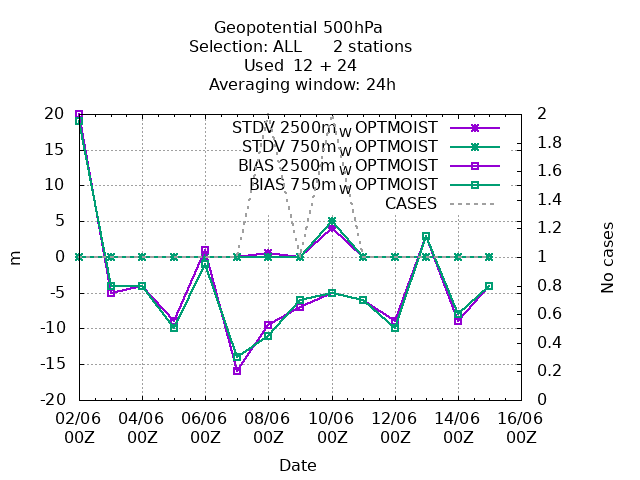 Geopotential 500hPa
Selection: ALL 2 stations
Used 12 + 24
Averaging window: 24h
STDV 2500m W OPTMOIST
STDV 750m W OPTMOIST
BIAS 2500m W OPTMOIST
BIAS 750m W OPTMOIST
CASES
20
15
10
5
0
-5
-10
-15
-20
m
2
1.8
1.6
1.4
1.2
1
0.8
0.6
0.4
0.2
0
No cases
02/06 04/06 06/06 08/06 10/06 12/06 14/06 16/06
00Z 00Z 00Z 00Z 00Z 00Z 00Z 00Z
Date